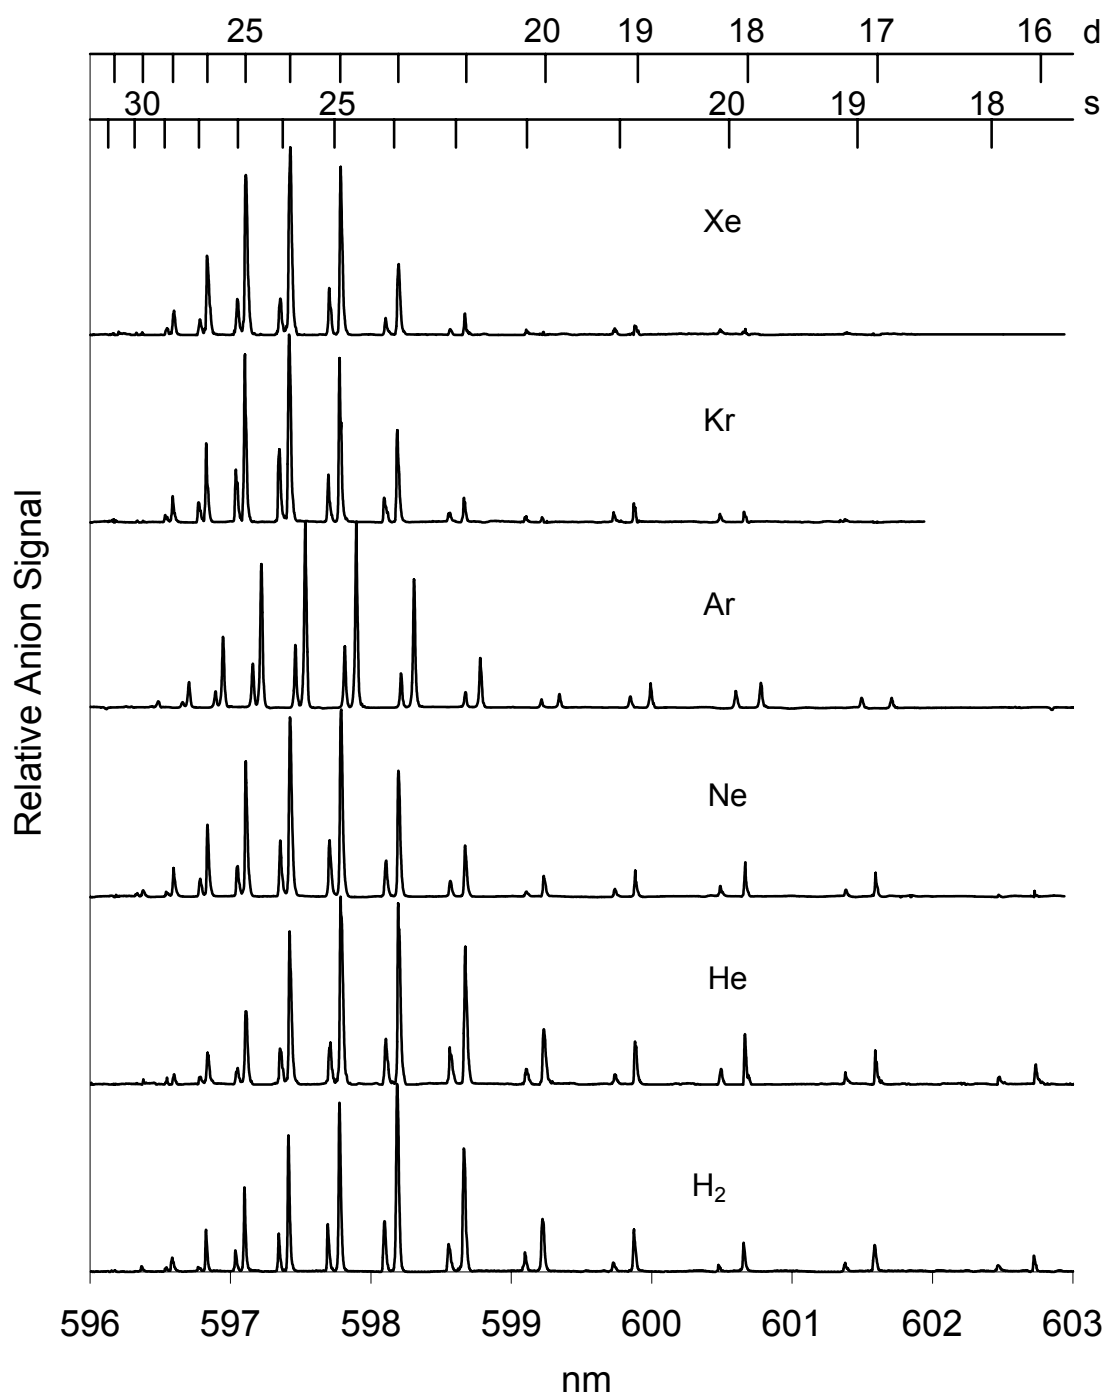 25 20 19 18 17 16 d
30 25 20 19 18 s
Xe
Kr
Ar
Ne
He
H₂
Relative Anion Signal
596 597 598 599 600 601 602 603
nm